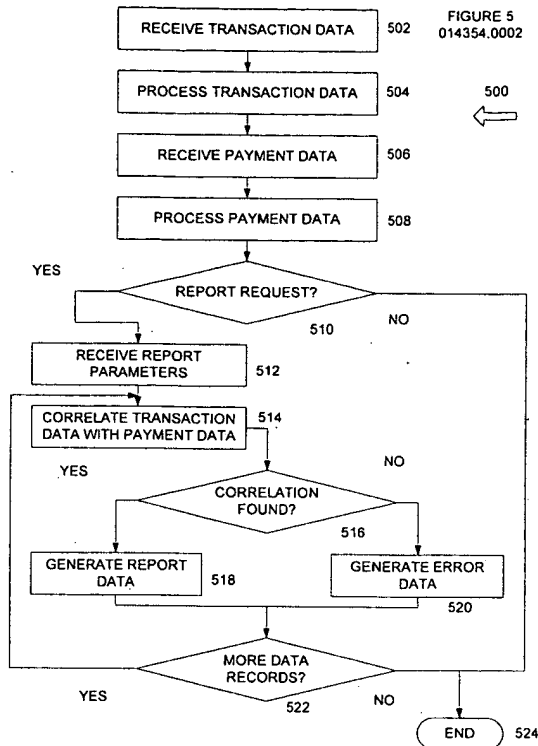 FIGURE 5
014354.0002
500
RECEIVE TRANSACTION DATA
502
PROCESS TRANSACTION DATA
504
RECEIVE PAYMENT DATA
506
PROCESS PAYMENT DATA
508
YES
REPORT REQUEST?
510
NO
RECEIVE REPORT
PARAMETERS
512
CORRELATE TRANSACTION
DATA WITH PAYMENT DATA
514
YES
NO
CORRELATION
FOUND?
516
GENERATE REPORT
DATA
518
GENERATE ERROR
DATA
520
MORE DATA
RECORDS?
YES
522
NO
END
524